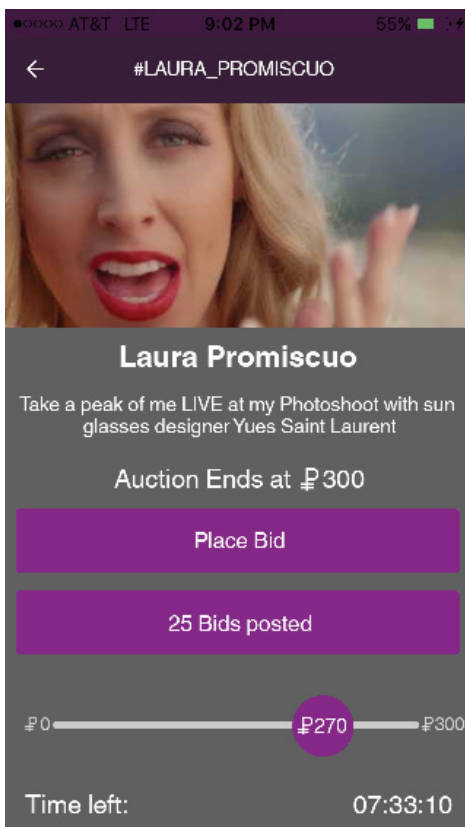 AT&T LTE 9:02 PM 55%
#LAURA_PROMISCUO
Laura Promiscuo
Take a peak of me LIVE at my Photoshoot with sun
glasses designer Yues Saint Laurent
Auction Ends at ₽300
Place Bid
25 Bids posted
₽0 ₽270 ₽300
Time left: 07:33:10